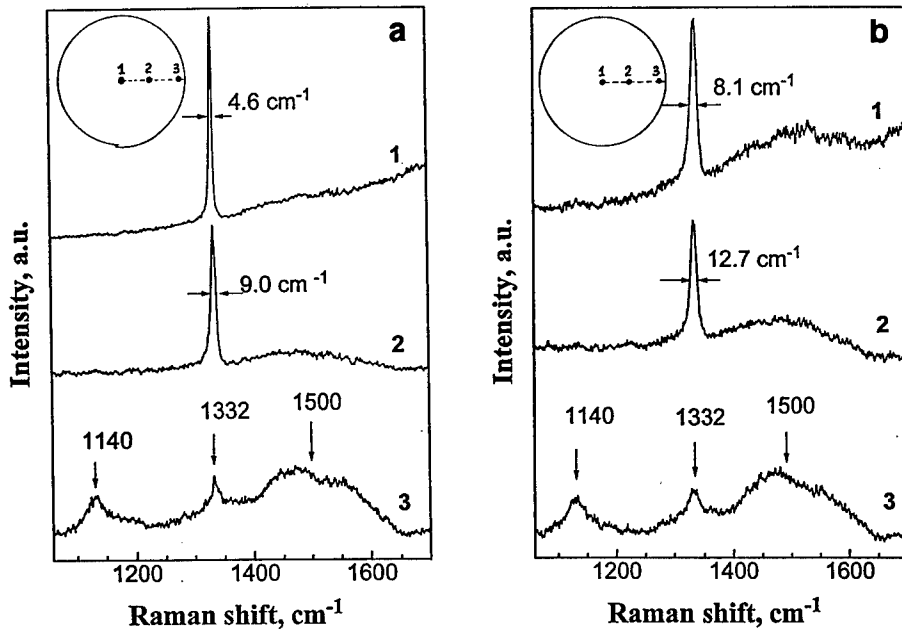 a
1 2 3
4.6 cm⁻¹
1
9.0 cm⁻¹
2
1140
1332
1500
3
1200 1400 1600
Raman shift, cm⁻¹
Intensity, a.u.
b
1 2 3
8.1 cm⁻¹
1
12.7 cm⁻¹
2
1140
1332
1500
3
1200 1400 1600
Raman shift, cm⁻¹
Intensity, a.u.